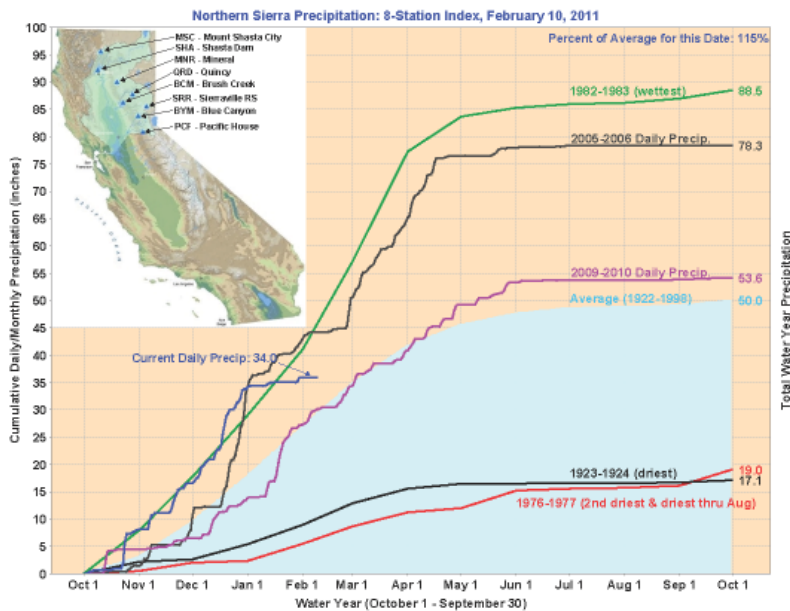 Northern Sierra Precipitation: 8-Station Index, February 10, 2011
Percent of Average for this Date: 115%
MSC - Mount Shasta City
SHA - Shasta Dam
MNR - Mineral
QRD - Quincy
BCM - Brush Creek
SRR - Sierraville RS
BYM - Blue Canyon
PCF - Pacific House
1982-1983 (wettest)
88.5
2005-2006 Daily Precip.
78.3
2009-2010 Daily Precip.
53.6
Average (1922-1998)
50.0
Current Daily Precip: 34.0
1923-1924 (driest)
19.0
17.1
1976-1977 (2nd driest & driest thru Aug)
Cumulative Daily/Monthly Precipitation (inches)
Total Water Year Precipitation
100
95
90
85
80
75
70
65
60
55
50
45
40
35
30
25
20
15
10
5
0
Oct 1 Nov 1 Dec 1 Jan 1 Feb 1 Mar 1 Apr 1 May 1 Jun 1 Jul 1 Aug 1 Sep 1 Oct 1
Water Year (October 1 - September 30)